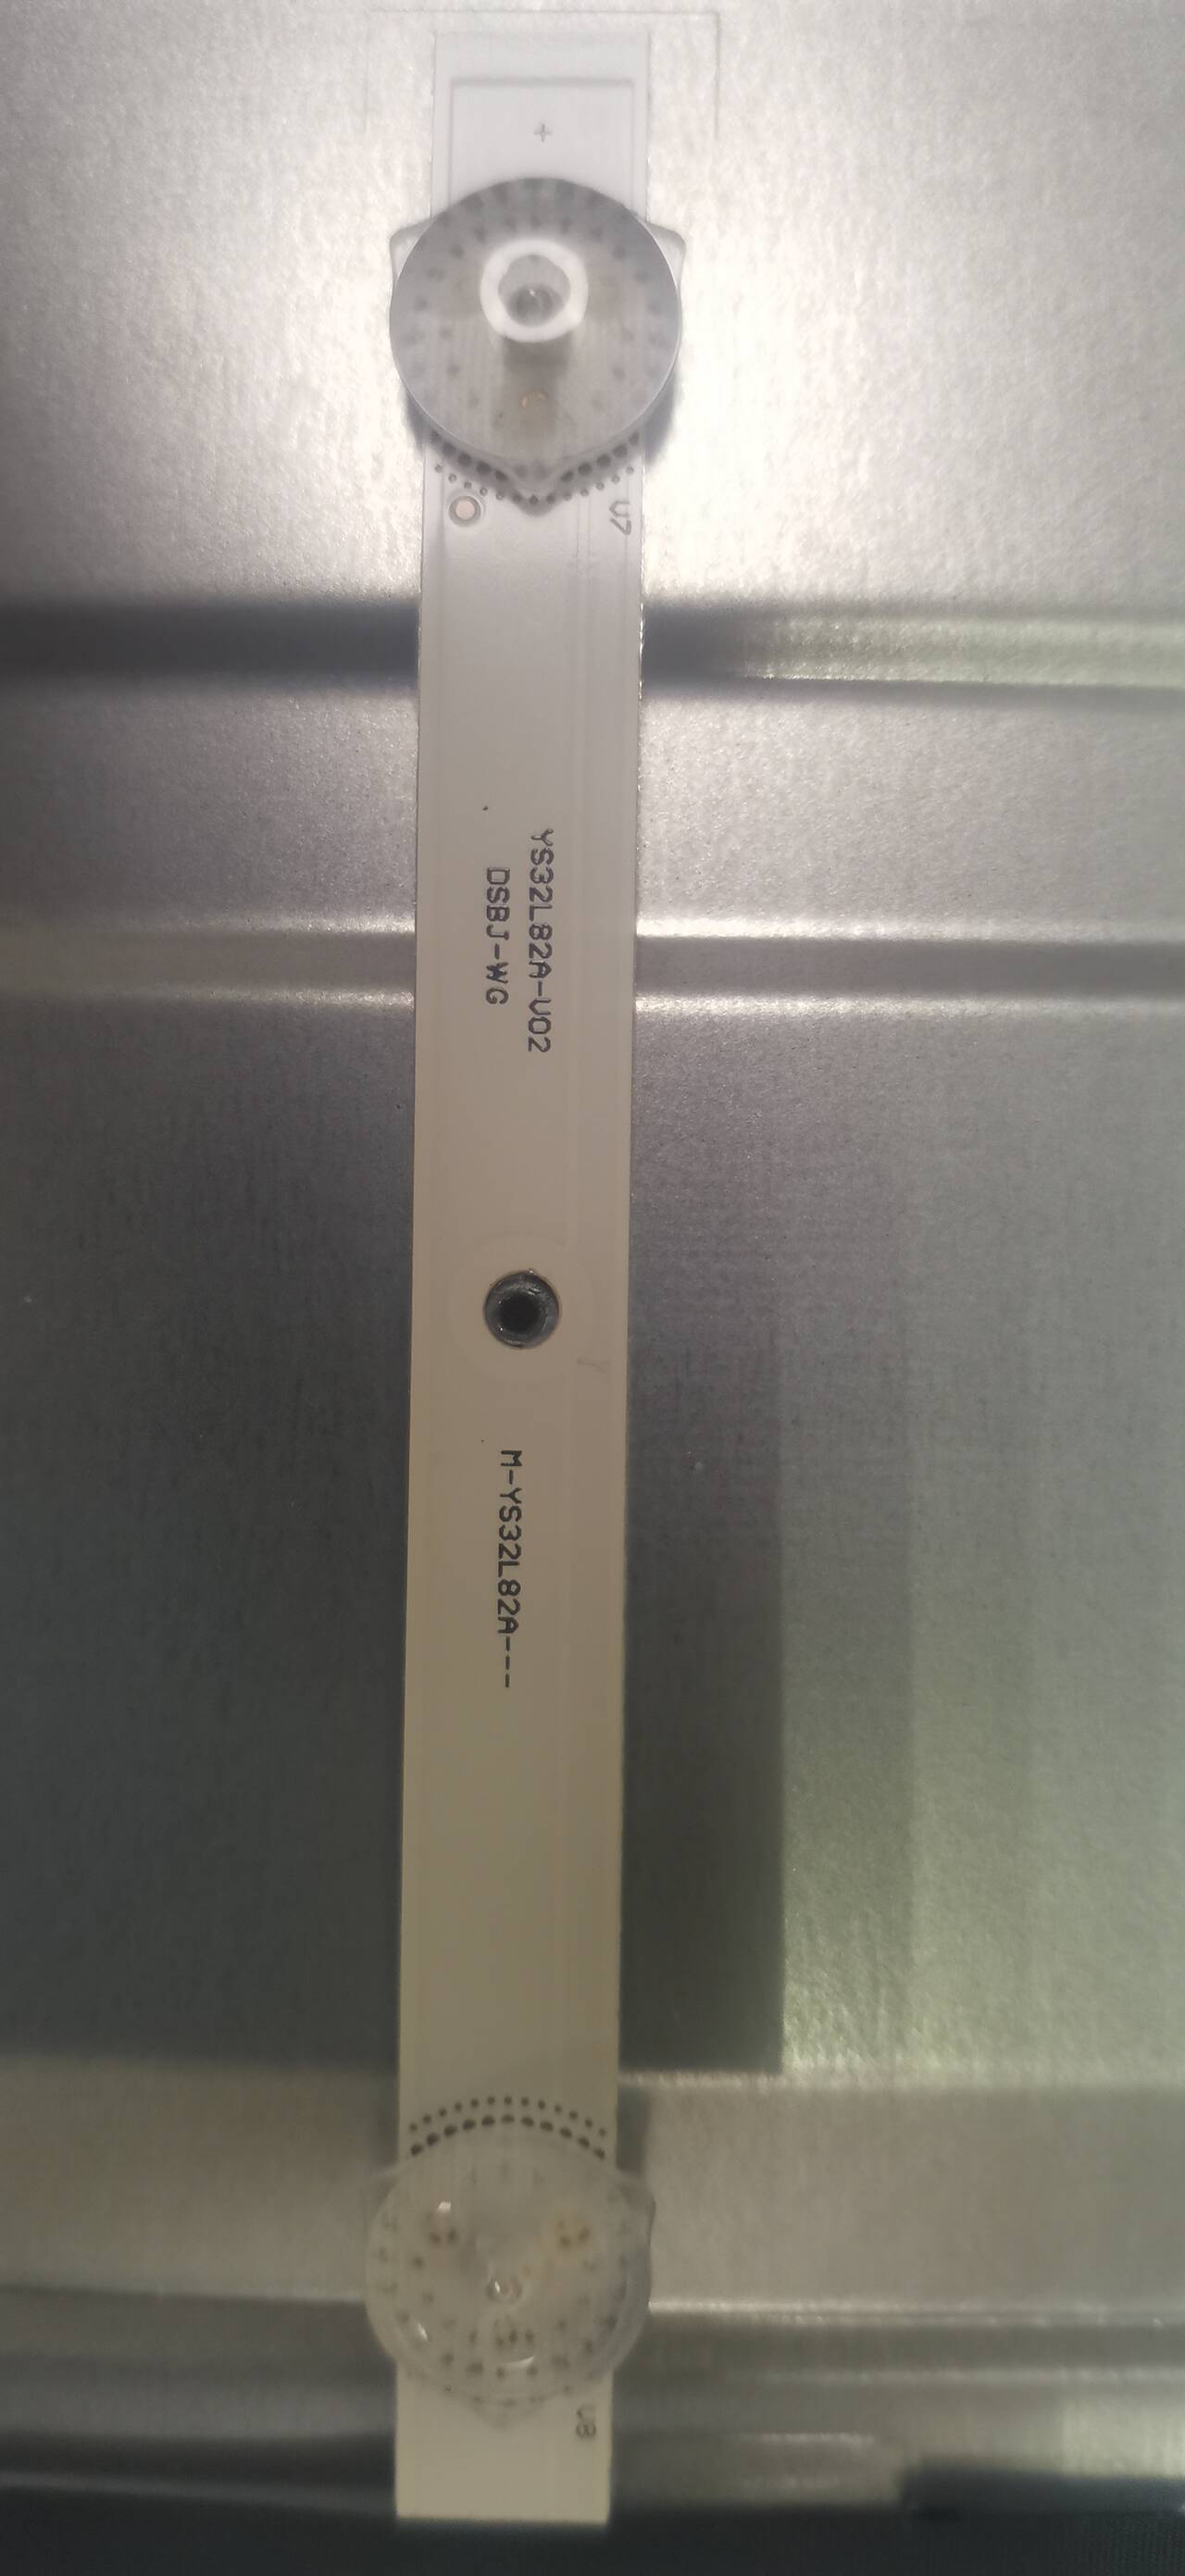 +
U7
YS32L82A-V02
DSBJ-WG
M-YS32L82A---
U8